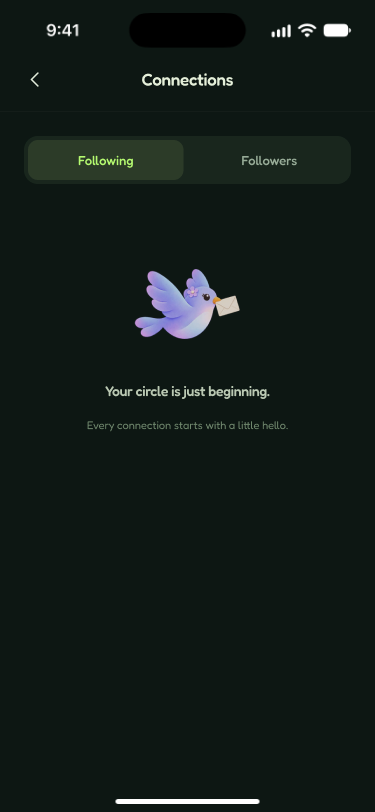 9:41
Connections
Following
Followers
Your circle is just beginning.
Every connection starts with a little hello.